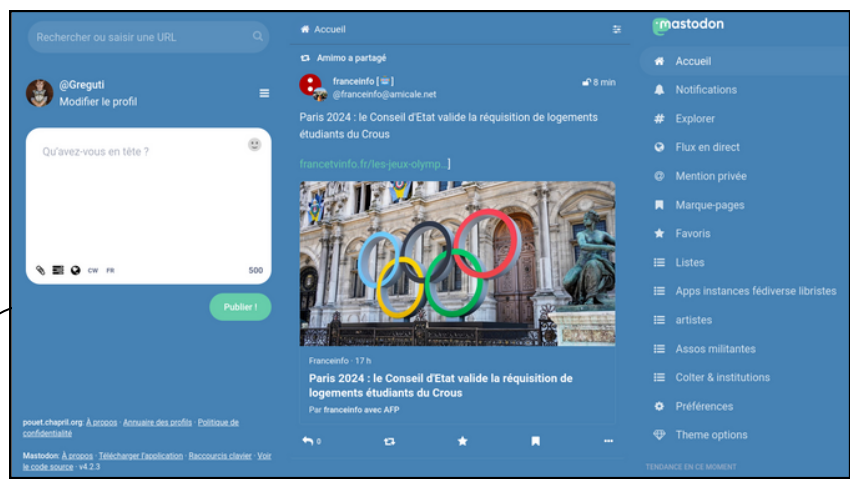 Rechercher ou saisir une URL
@Greguti
Modifier le profil
Qu'avez-vous en tête ?
CW FR
500
Publier !
pouet.chapril.org: À propos · Annuaire des profils · Politique de
confidentialité
Mastodon: À propos · Télécharger l'application · Raccourcis clavier · Voir
le code source · v4.2.3
Accueil
Amimo a partagé
franceinfo [
]
8 min
@franceinfo@amicale.net
Paris 2024 : le Conseil d'Etat valide la réquisition de logements
étudiants du Crous
francetvinfo.fr/les-jeux-olymp…]
Franceinfo · 17 h
Paris 2024 : le Conseil d'Etat valide la réquisition de
logements étudiants du Crous
Par franceinfo avec AFP
0
mastodon
Accueil
Notifications
Explorer
Flux en direct
Mention privée
Marque-pages
Favoris
Listes
Apps instances fédiverse libristes
artistes
Assos militantes
Colter & institutions
Préférences
Theme options
TENDANCE EN CE MOMENT